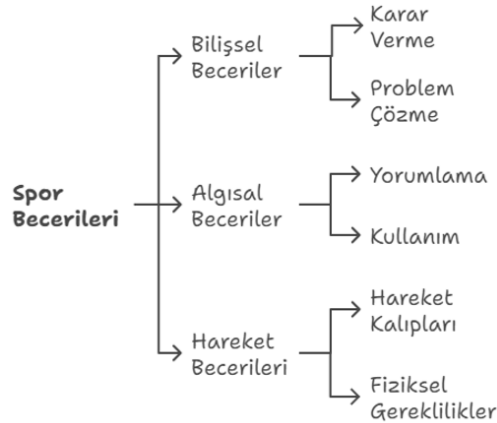 Spor
Becerileri
Bilişsel
Beceriler
Karar
Verme
Problem
Çözme
Algısal
Beceriler
Yorumlama
Kullanım
Hareket
Becerileri
Hareket
Kalıpları
Fiziksel
Gereklilikler